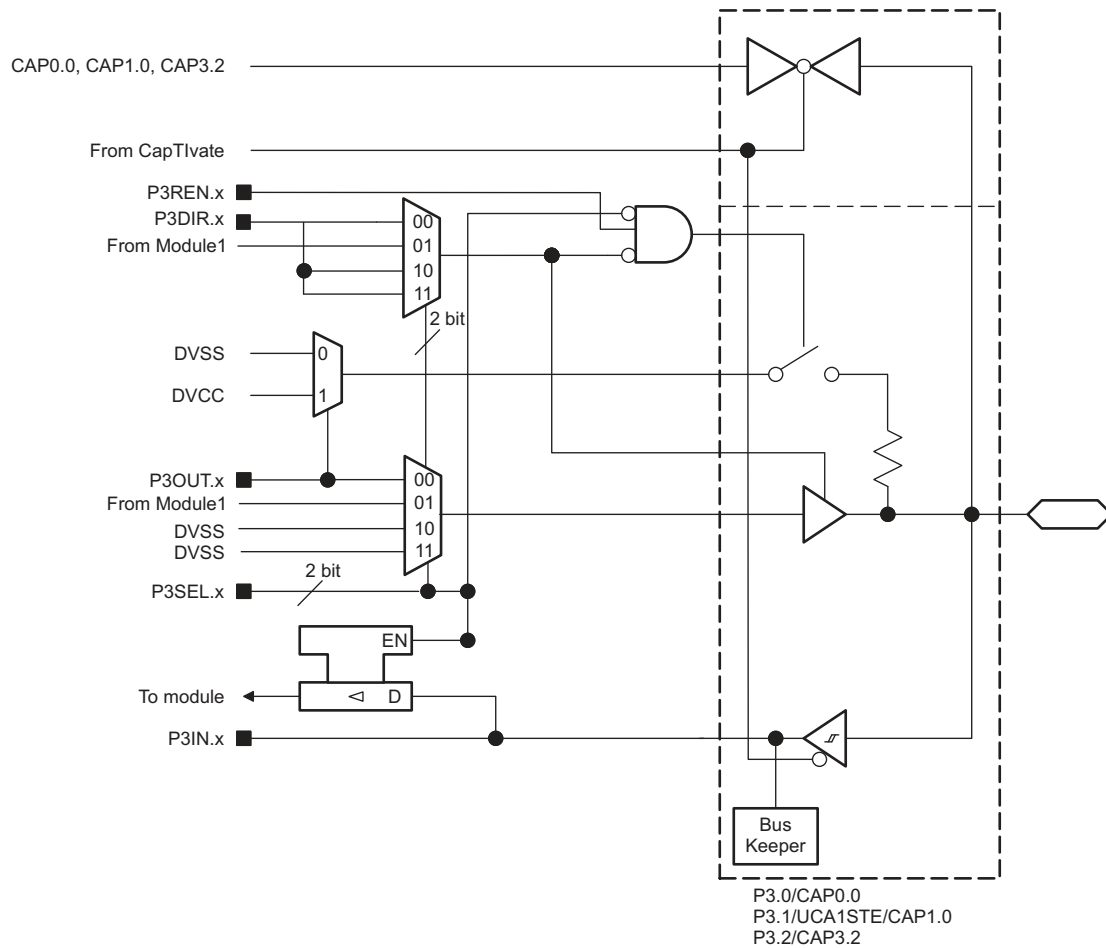 CAP0.0, CAP1.0, CAP3.2
From CapTIvate
P3REN.x
P3DIR.x
From Module1
00
01
10
11
2 bit
DVSS
0
DVCC
1
P3OUT.x
From Module1
DVSS
DVSS
00
01
10
11
P3SEL.x
2 bit
EN
To module
D
P3IN.x
Bus
Keeper
P3.0/CAP0.0
P3.1/UCA1STE/CAP1.0
P3.2/CAP3.2